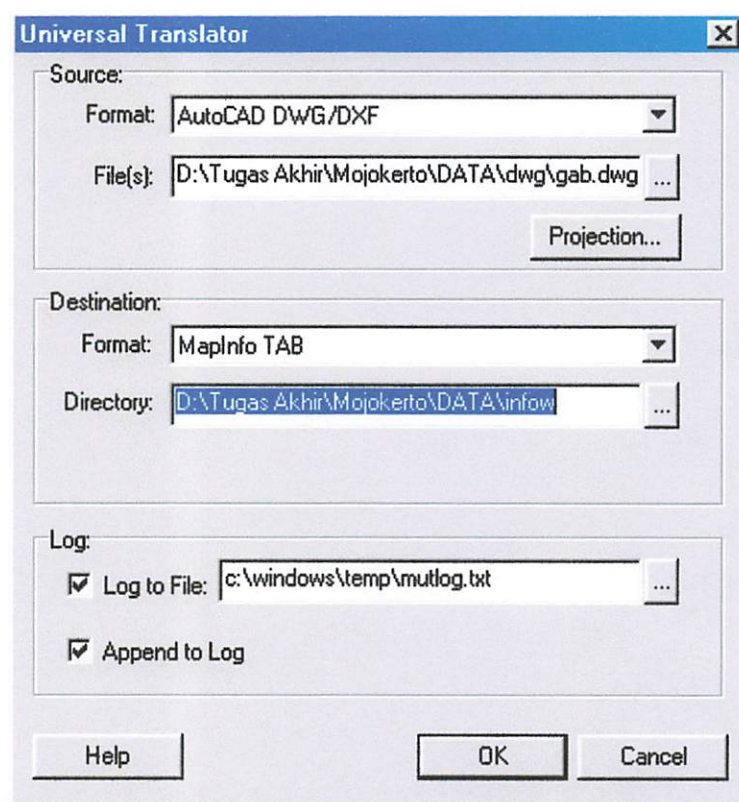 Universal Translator
Source:
Format: AutoCAD DWG/DXF
File(s): D:\Tugas Akhir\Mojokerto\DATA\dwg\gab.dwg ...
Projection...
Destination:
Format: MapInfo TAB
Directory: D:\Tugas Akhir\Mojokerto\DATA\infow ...
Log:
Log to File: c:\windows\temp\mutlog.txt ...
Append to Log
Help OK Cancel